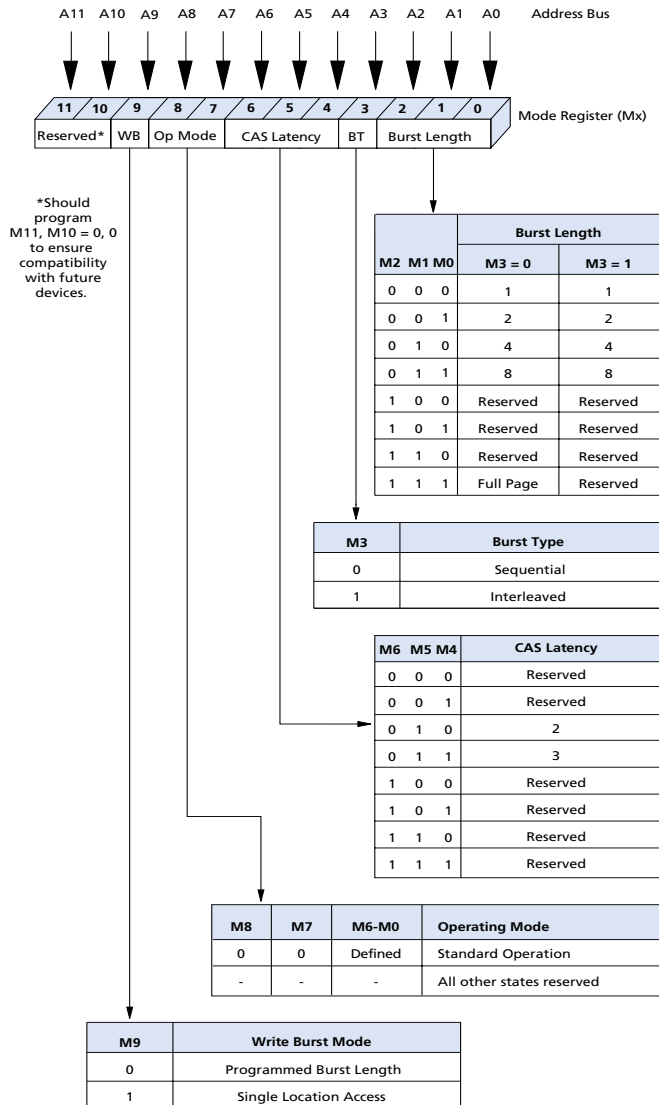 A11 A10 A9 A8 A7 A6 A5 A4 A3 A2 A1 A0 Address Bus
11 10 9 8 7 6 5 4 3 2 1 0
Mode Register (Mx)
Reserved* WB Op Mode CAS Latency BT Burst Length
*Should
program
M11, M10 = 0, 0
to ensure
compatibility
with future
devices.
Burst Length
M2 M1 M0 M3 = 0 M3 = 1
0 0 0 1 1
0 0 1 2 2
0 1 0 4 4
0 1 1 8 8
1 0 0 Reserved Reserved
1 0 1 Reserved Reserved
1 1 0 Reserved Reserved
1 1 1 Full Page Reserved
M3 Burst Type
0 Sequential
1 Interleaved
M6 M5 M4 CAS Latency
0 0 0 Reserved
0 0 1 Reserved
0 1 0 2
0 1 1 3
1 0 0 Reserved
1 0 1 Reserved
1 1 0 Reserved
1 1 1 Reserved
M8 M7 M6-M0 Operating Mode
0 0 Defined Standard Operation
- - - All other states reserved
M9 Write Burst Mode
0 Programmed Burst Length
1 Single Location Access